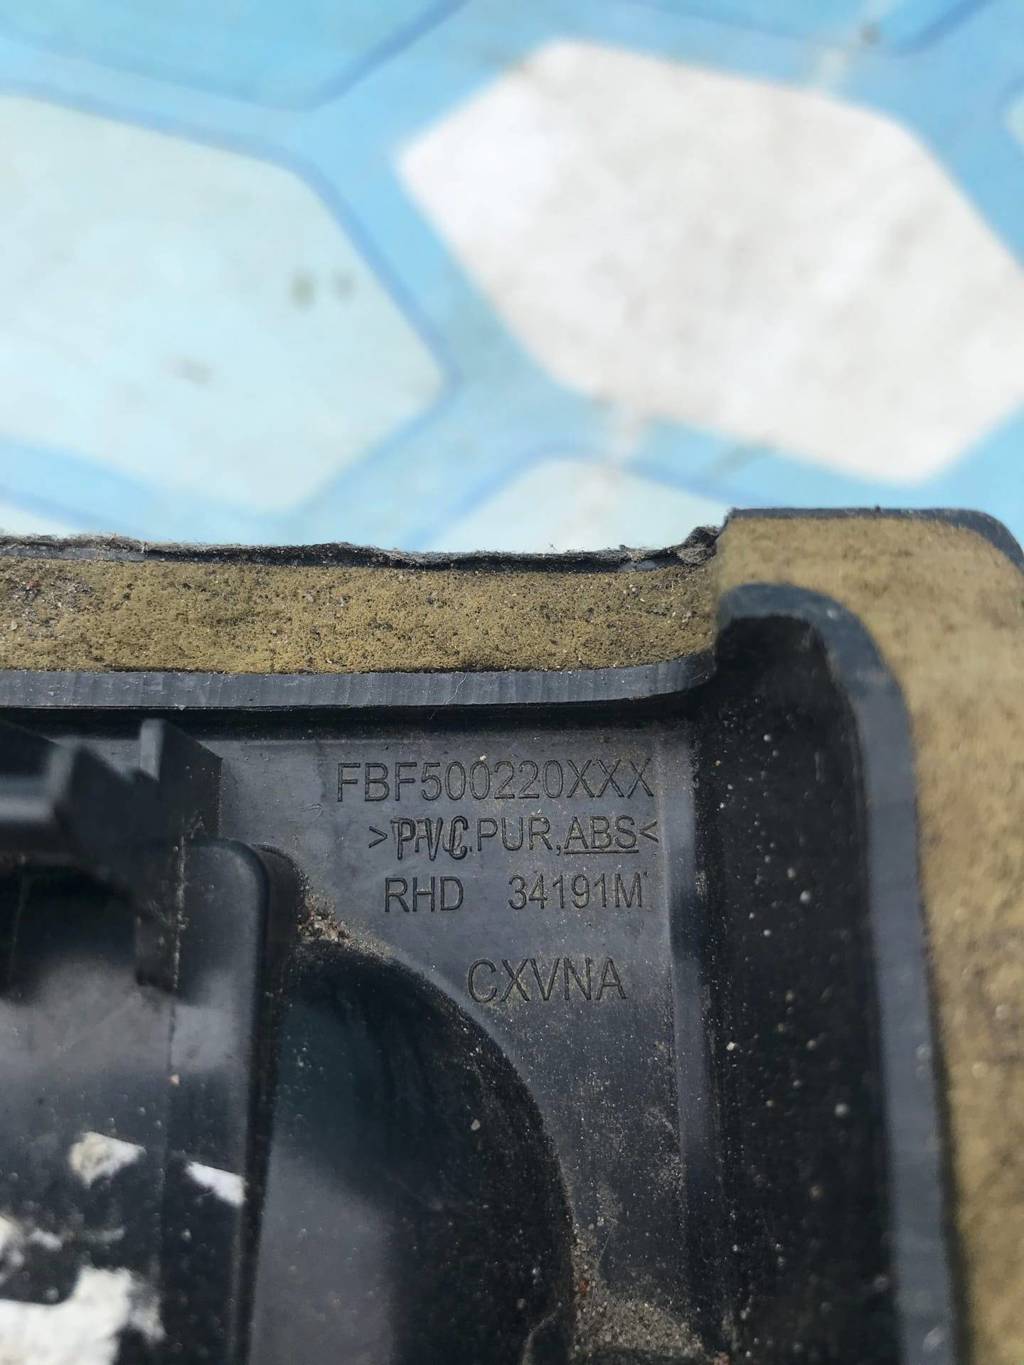 FBF500220XXX
>PVC.PUR,ABS<
RHD 34191M
CXVNA